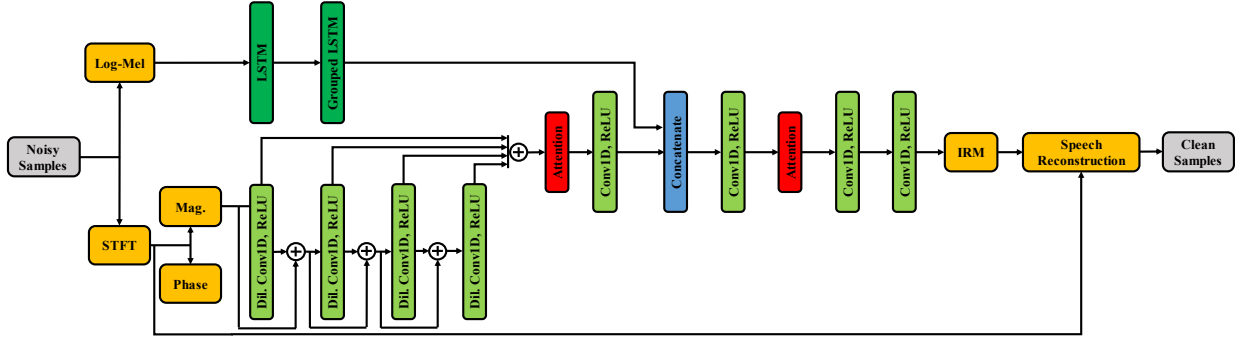 Noisy
Samples
Log-Mel
LSTM
Grouped LSTM
STFT
Mag.
Phase
Dil. Conv1D, ReLU
Dil. Conv1D, ReLU
Dil. Conv1D, ReLU
Dil. Conv1D, ReLU
Attention
Conv1D, ReLU
Concatenate
Conv1D, ReLU
Attention
Conv1D, ReLU
Conv1D, ReLU
IRM
Speech
Reconstruction
Clean
Samples